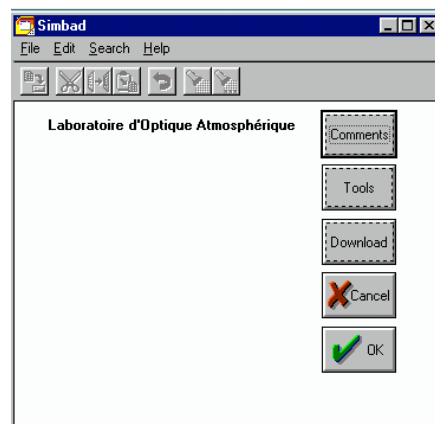 Simbad
File Edit Search Help
Laboratoire d'Optique Atmosphérique
Comments
Tools
Download
Cancel
OK